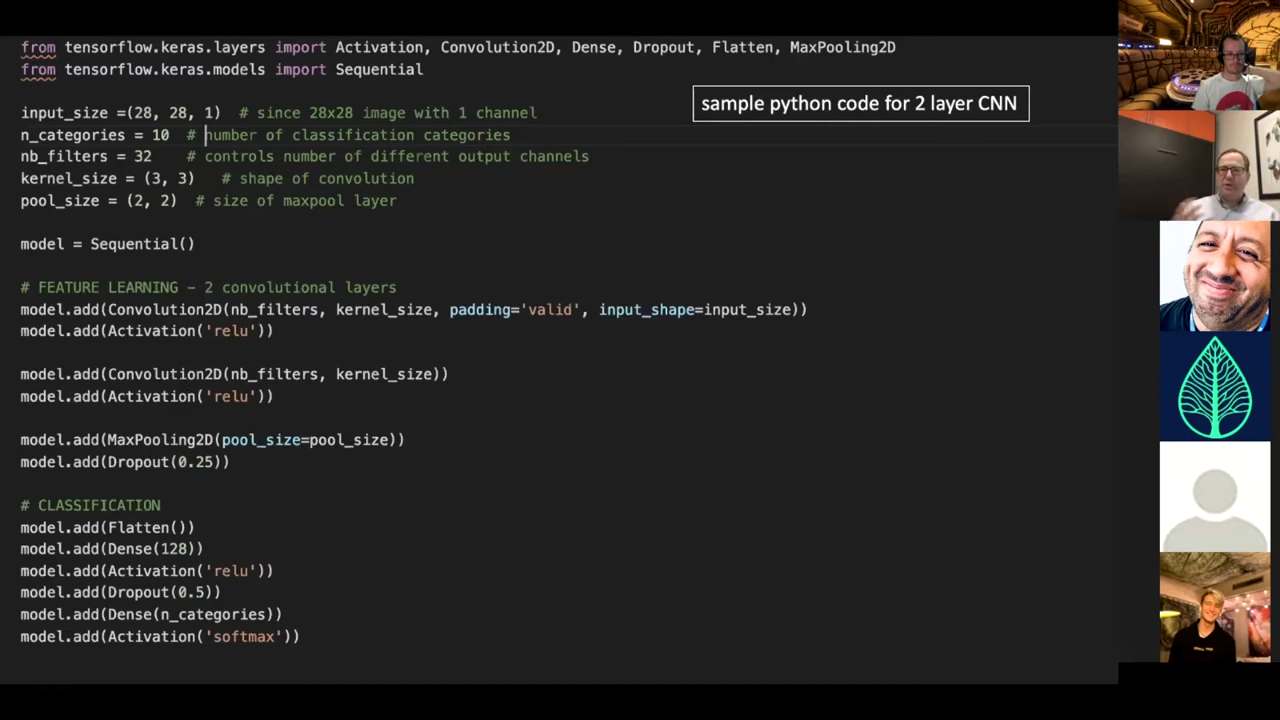 from tensorflow.keras.layers import Activation, Convolution2D, Dense, Dropout, Flatten, MaxPooling2D
from tensorflow.keras.models import Sequential
sample python code for 2 layer CNN
input_size =(28, 28, 1)  # since 28x28 image with 1 channel
n_categories = 10  # number of classification categories
nb_filters = 32    # controls number of different output channels
kernel_size = (3, 3)   # shape of convolution
pool_size = (2, 2)  # size of maxpool layer
model = Sequential()
# FEATURE LEARNING – 2 convolutional layers
model.add(Convolution2D(nb_filters, kernel_size, padding='valid', input_shape=input_size))
model.add(Activation('relu'))
model.add(Convolution2D(nb_filters, kernel_size))
model.add(Activation('relu'))
model.add(MaxPooling2D(pool_size=pool_size))
model.add(Dropout(0.25))
# CLASSIFICATION
model.add(Flatten())
model.add(Dense(128))
model.add(Activation('relu'))
model.add(Dropout(0.5))
model.add(Dense(n_categories))
model.add(Activation('softmax'))